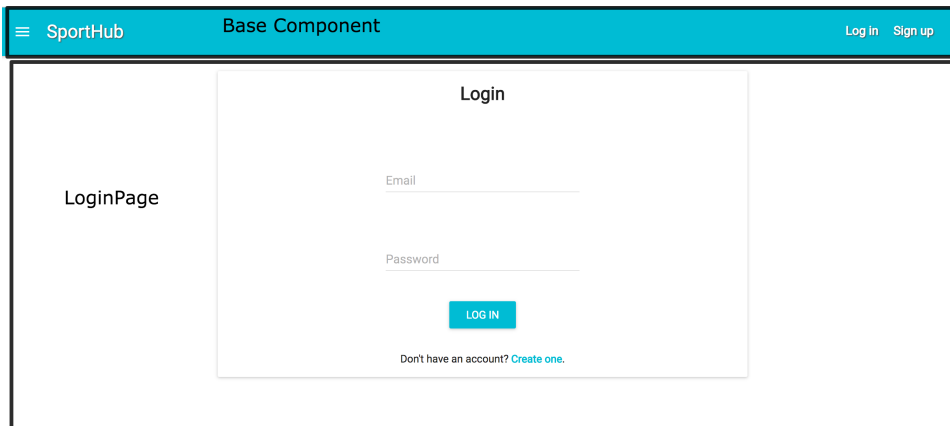 SportHub
Base Component
Log in
Sign up
Login
Email
LoginPage
Password
LOG IN
Don't have an account? Create one.